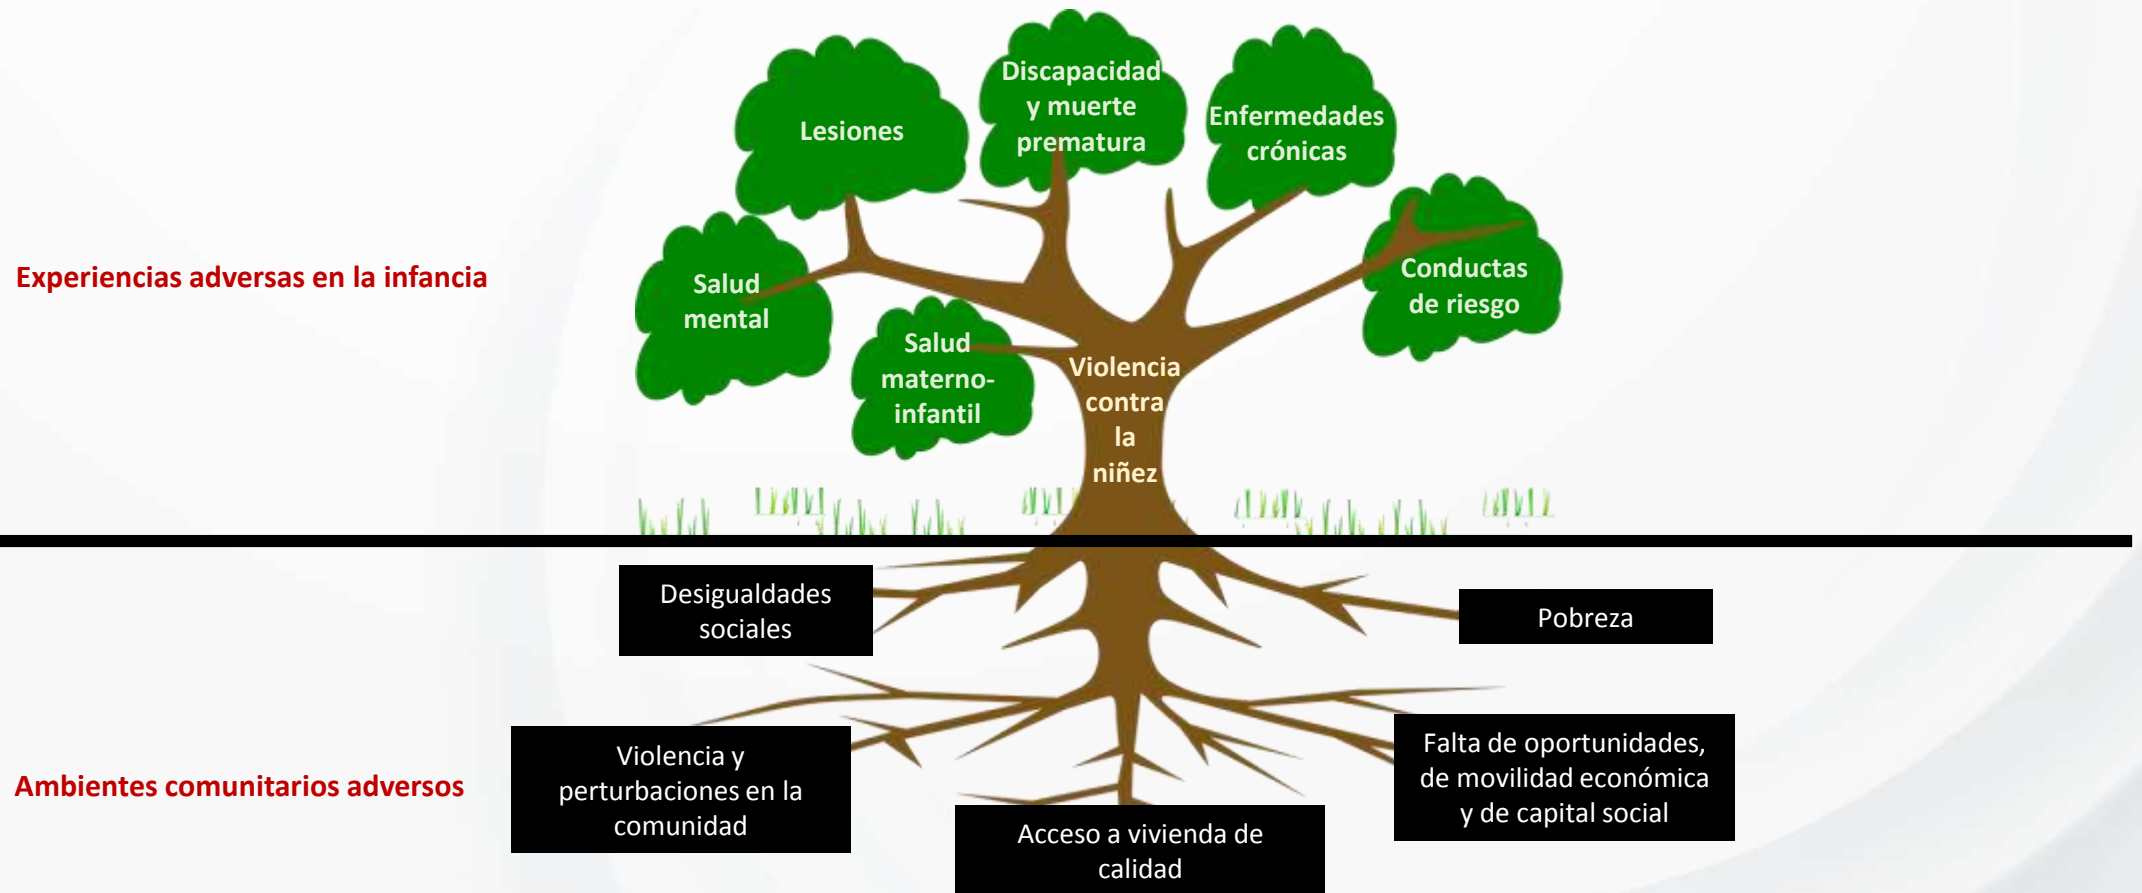 Discapacidad
y muerte
prematura
Lesiones
Enfermedades
crónicas
Experiencias adversas en la infancia
Salud
mental
Conductas
de riesgo
Salud
materno-
infantil
Violencia
contra
la
niñez
Desigualdades
sociales
Pobreza
Ambientes comunitarios adversos
Violencia y
perturbaciones en la
comunidad
Falta de oportunidades,
de movilidad económica
y de capital social
Acceso a vivienda de
calidad